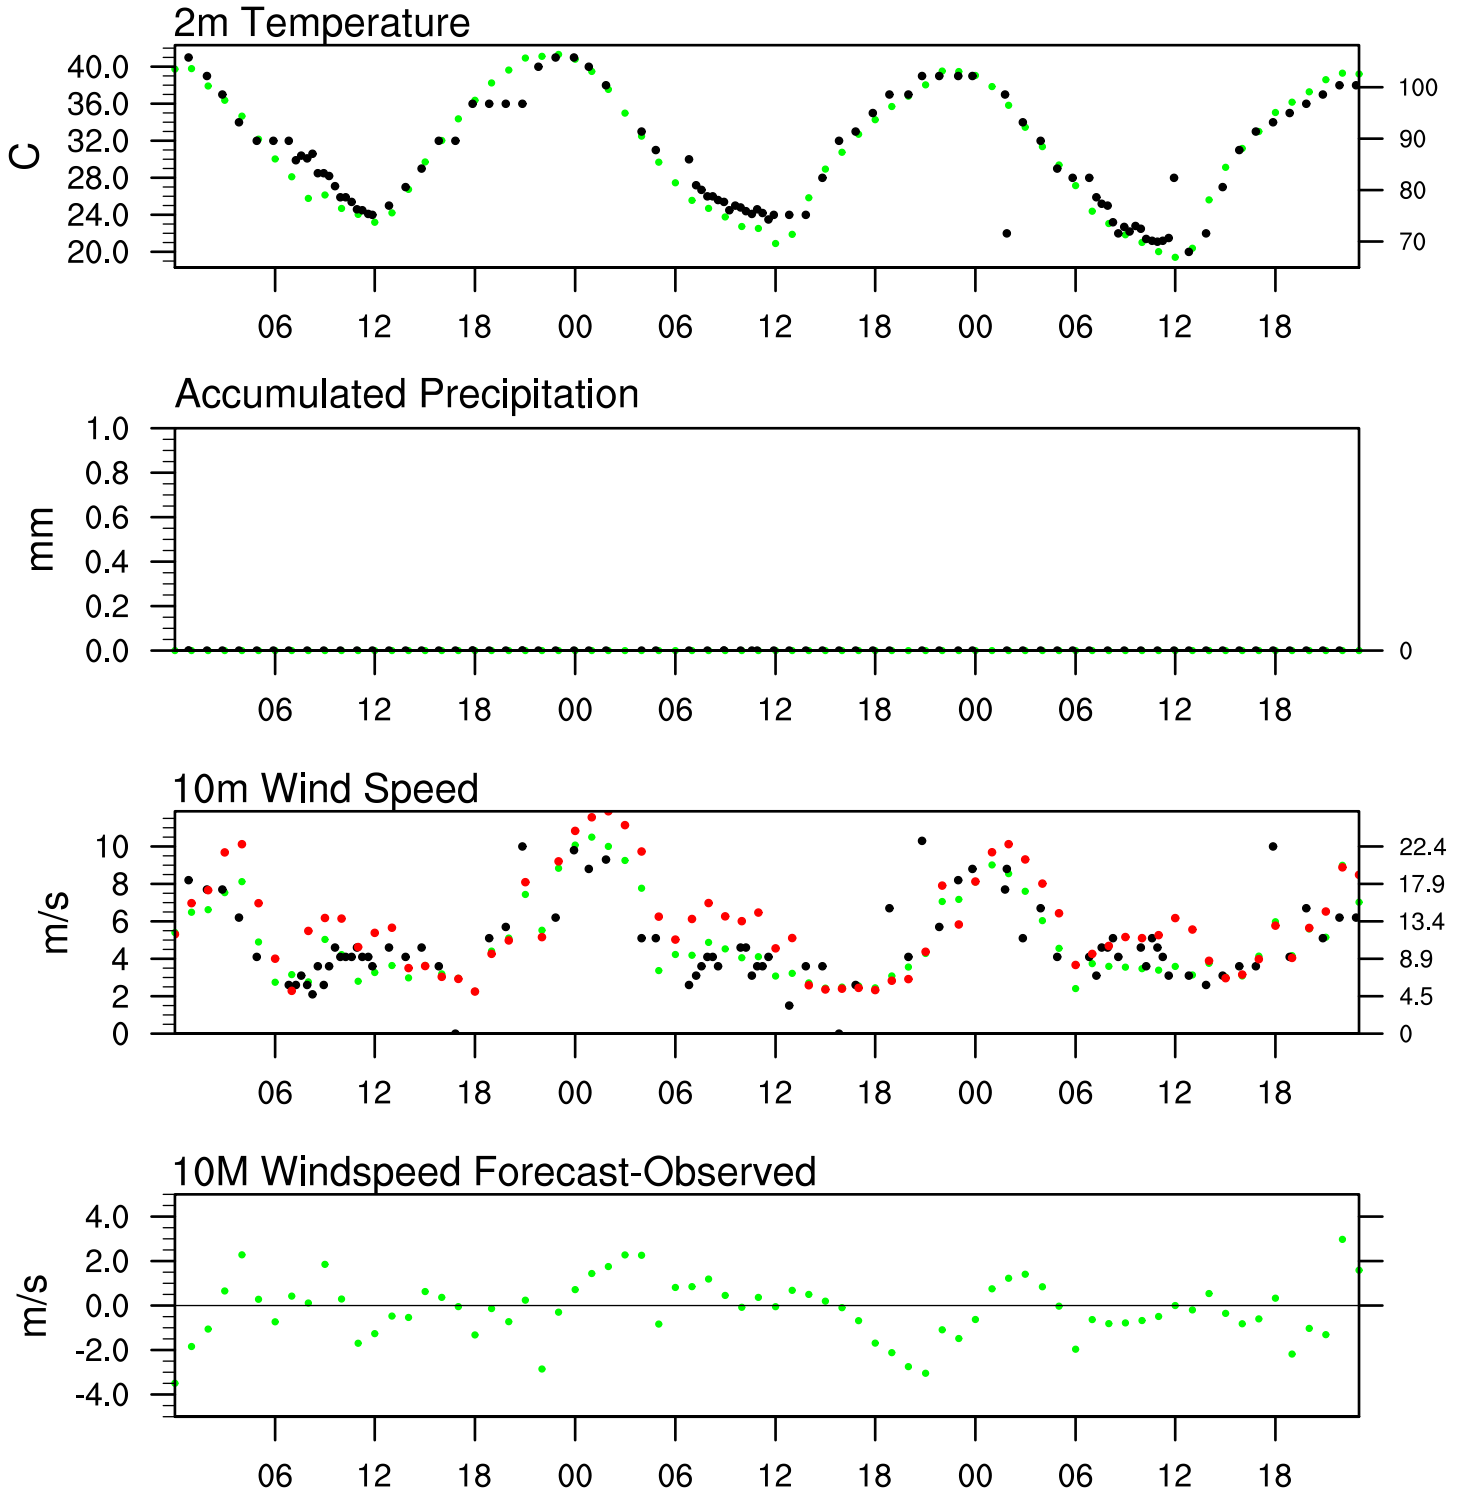 2m Temperature
40.0
36.0
32.0
28.0
24.0
20.0
C
100
90
80
70
06 12 18 00 06 12 18 00 06 12 18
Accumulated Precipitation
1.0
0.8
0.6
0.4
0.2
0.0
mm
0
06 12 18 00 06 12 18 00 06 12 18
10m Wind Speed
10
8
6
4
2
0
m/s
22.4
17.9
13.4
8.9
4.5
0
06 12 18 00 06 12 18 00 06 12 18
10M Windspeed Forecast-Observed
4.0
2.0
0.0
-2.0
-4.0
m/s
06 12 18 00 06 12 18 00 06 12 18